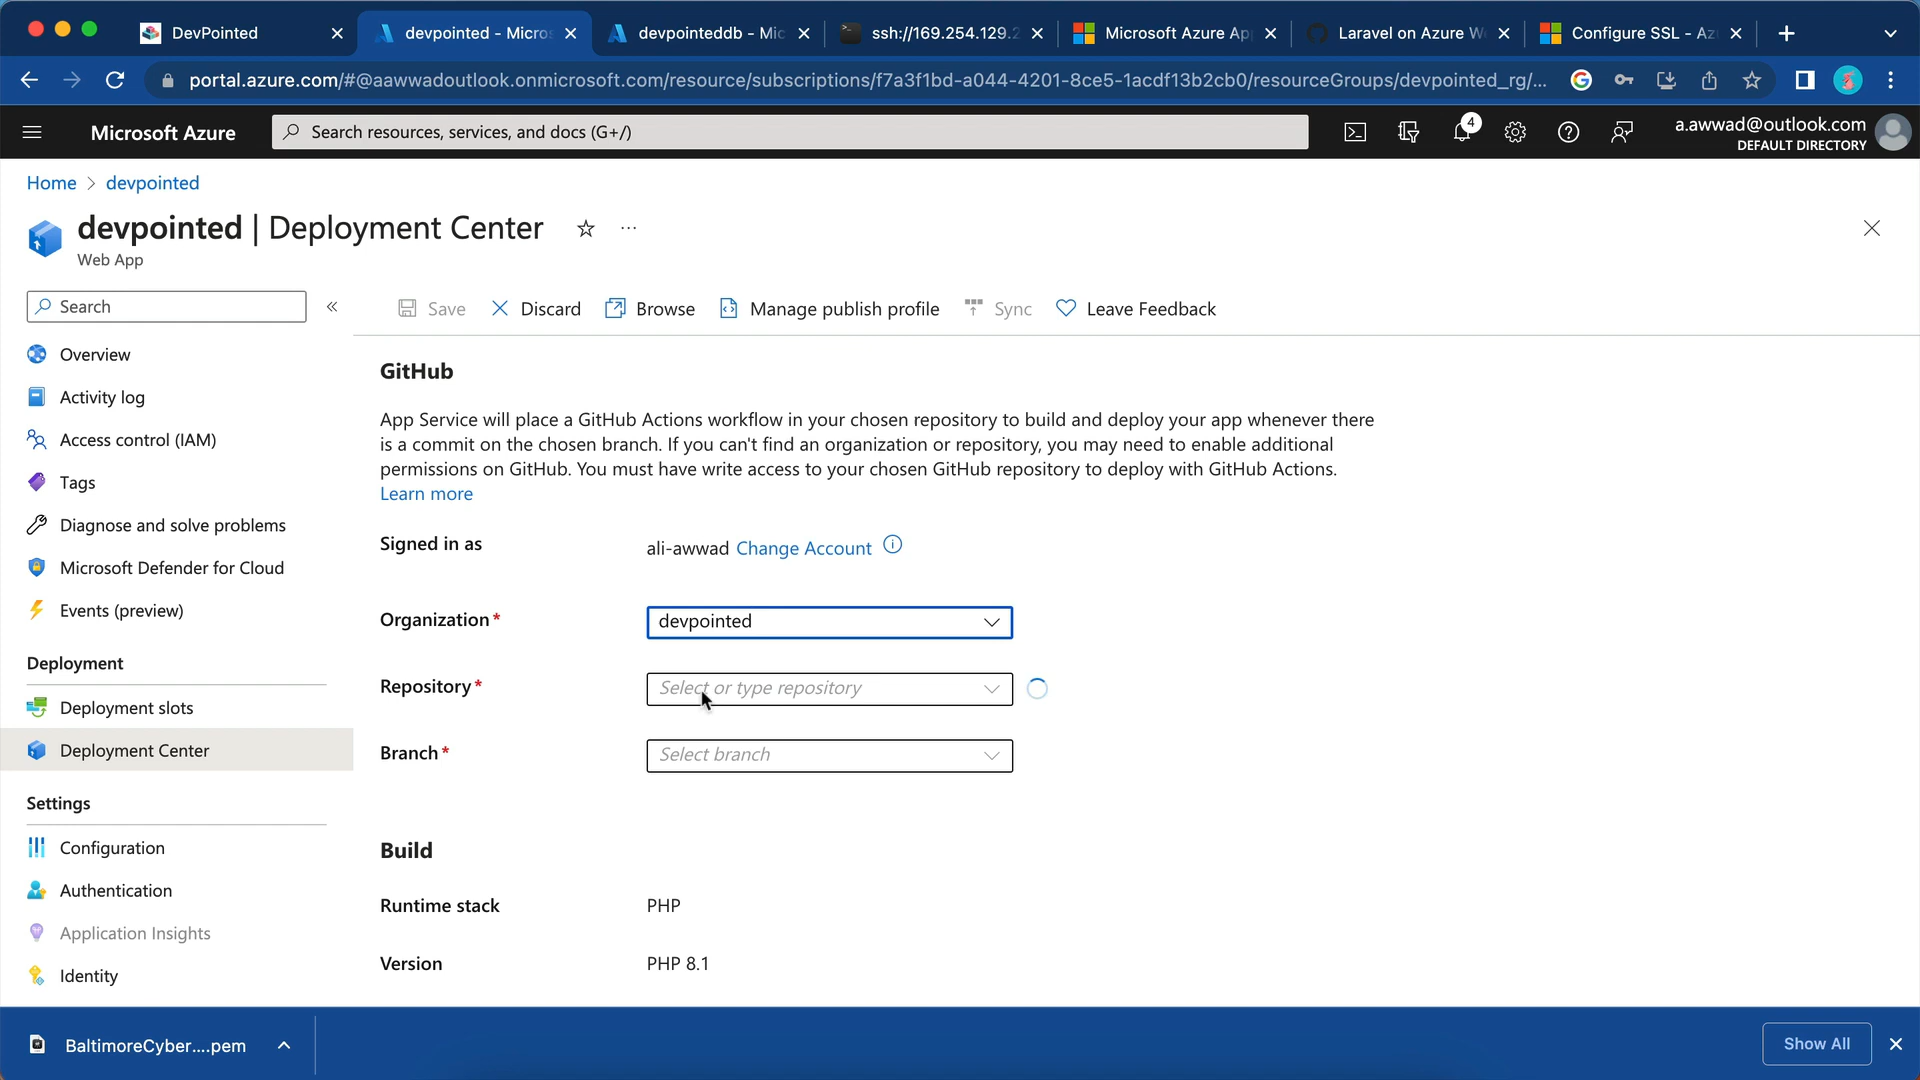 DevPointed
devpointed - Micros
devpointeddb - Mic
ssh://169.254.129.2
Microsoft Azure Ap
Laravel on Azure W
Configure SSL - Az
portal.azure.com/#@aawwadoutlook.onmicrosoft.com/resource/subscriptions/f7a3f1bd-a044-4201-8ce5-1acdf13b2cb0/resourceGroups/devpointed_rg/...
Microsoft Azure
Search resources, services, and docs (G+/)
4
a.awwad@outlook.com
DEFAULT DIRECTORY
Home > devpointed
devpointed | Deployment Center
Web App
Search
Save
Discard
Browse
Manage publish profile
Sync
Leave Feedback
Overview
Activity log
Access control (IAM)
Tags
Diagnose and solve problems
Microsoft Defender for Cloud
Events (preview)
Deployment
Deployment slots
Deployment Center
Settings
Configuration
Authentication
Application Insights
Identity
GitHub
App Service will place a GitHub Actions workflow in your chosen repository to build and deploy your app whenever there
is a commit on the chosen branch. If you can't find an organization or repository, you may need to enable additional
permissions on GitHub. You must have write access to your chosen GitHub repository to deploy with GitHub Actions.
Learn more
Signed in as
ali-awwad Change Account
Organization*
devpointed
Repository*
Select or type repository
Branch*
Select branch
Build
Runtime stack
PHP
Version
PHP 8.1
BaltimoreCyber....pem
Show All